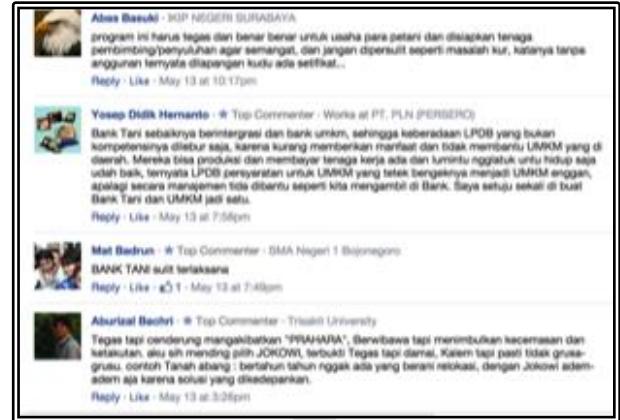 Abas Basuki · IKIP NEGERI SURABAYA
program ini harus tegas dan benar benar untuk usaha para petani dan disiapkan tenaga
pembimbing/penyuluhan agar semangat, dan jangan dipersulit seperti masalah kur, katanya tanpa
anggunan ternyata dilapangan kudu ada setifikat...
Reply · Like · May 13 at 10:17pm
Yosep Didik Hernanto · Top Commenter · Works at PT. PLN (PERSERO)
Bank Tani sebaiknya berintergrasi dan bank umkm, sehingga keberadaan LPDB yang bukan
kompetensinya dilebur saja, karena kurang memberikan manfaat dan tidak membantu UMKM yang di
daerah. Mereka bisa produksi dan membayar tenaga kerja ada dan lumintu ngglatuk untu hidup saja
udah baik, ternyata LPDB persyaratan untuk UMKM yang tetek bengeknya menjadi UMKM enggan,
apalagi secara manajemen tida dibantu seperti kita mengambil di Bank. Saya setuju sekali di buat
Bank Tani dan UMKM jadi satu.
Reply · Like · May 13 at 7:58pm
Mat Badrun · Top Commenter · SMA Negeri 1 Bojonegoro
BANK TANI sulit terlaksana
Reply · Like · 1 · May 13 at 7:49pm
Aburizal Bachri · Top Commenter · Trisakti University
Tegas tapi cenderung mangakibatkan "PRAHARA", Berwibawa tapi menimbulkan kecemasan dan
ketakutan. aku sih mending pilih JOKOWI, terbukti Tegas tapi damai, Kalem tapi pasti tidak grusa-
grusu. contoh Tanah abang : bertahun tahun nggak ada yang berani relokasi, dengan Jokowi adem-
adem aja karena solusi yang dikedepankan.
Reply · Like · May 13 at 3:26pm